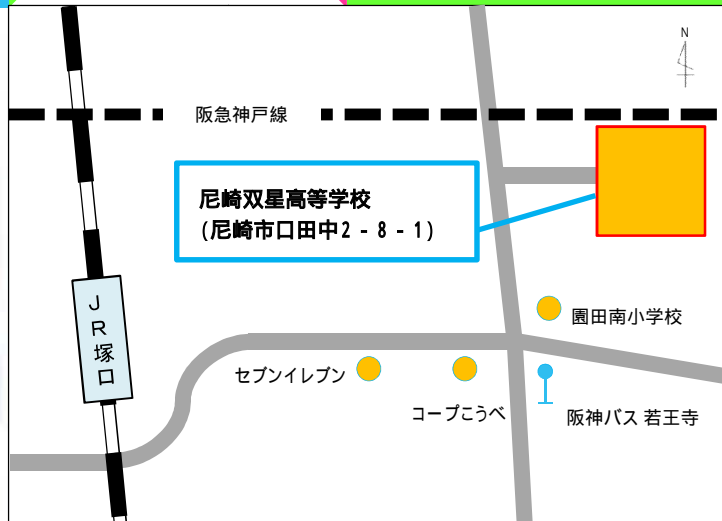 N
阪急神戸線
尼崎双星高等学校
(尼崎市口田中2 - 8 - 1)
JR塚口
園田南小学校
セブンイレブン
コープこうべ
阪神バス 若王寺